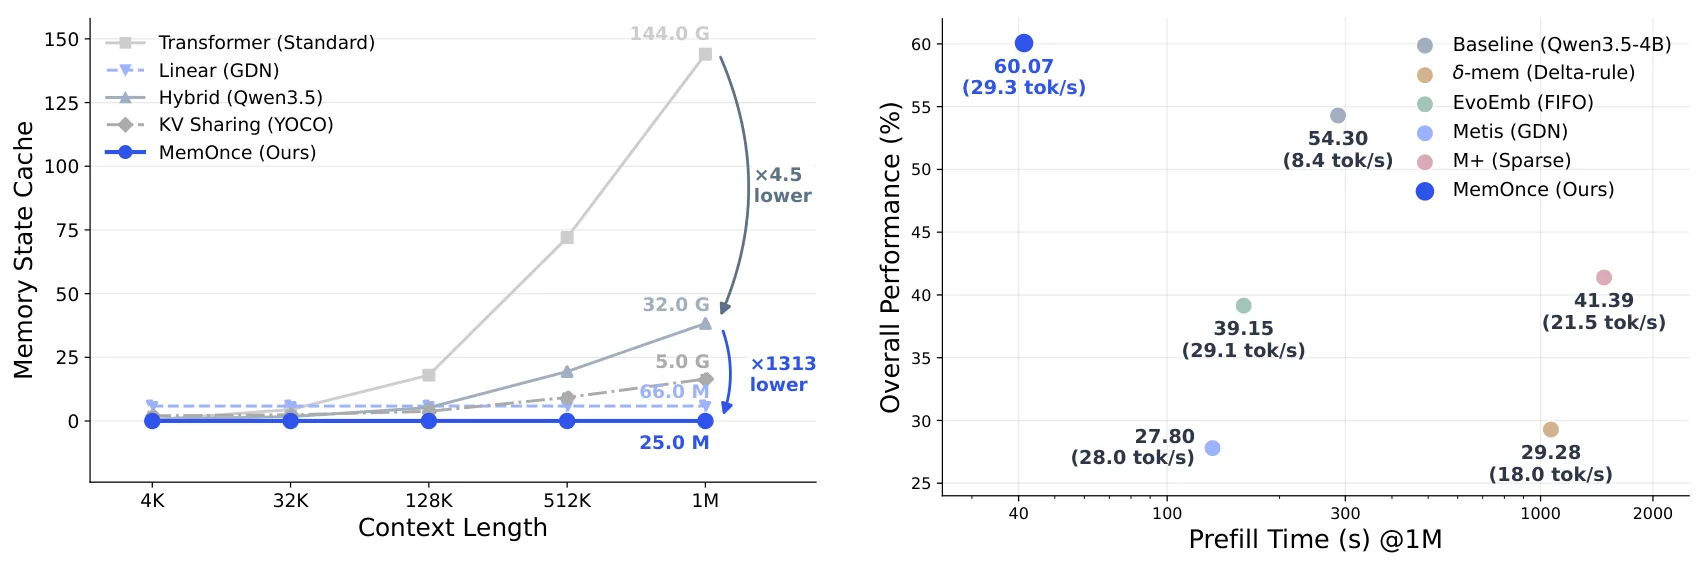 Memory State Cache
150
125
100
75
50
25
0
Transformer (Standard)
Linear (GDN)
Hybrid (Qwen3.5)
KV Sharing (YOCO)
MemOnce (Ours)
144.0 G
×4.5
lower
32.0 G
5.0 G
66.0 M
×1313
lower
25.0 M
4K
32K
128K
512K
1M
Context Length
Overall Performance (%)
60
55
50
45
40
35
30
25
60.07
(29.3 tok/s)
54.30
(8.4 tok/s)
Baseline (Qwen3.5-4B)
δ-mem (Delta-rule)
EvoEmb (FIFO)
Metis (GDN)
M+ (Sparse)
MemOnce (Ours)
39.15
(29.1 tok/s)
41.39
(21.5 tok/s)
27.80
(28.0 tok/s)
29.28
(18.0 tok/s)
40
100
300
1000
2000
Prefill Time (s) @1M